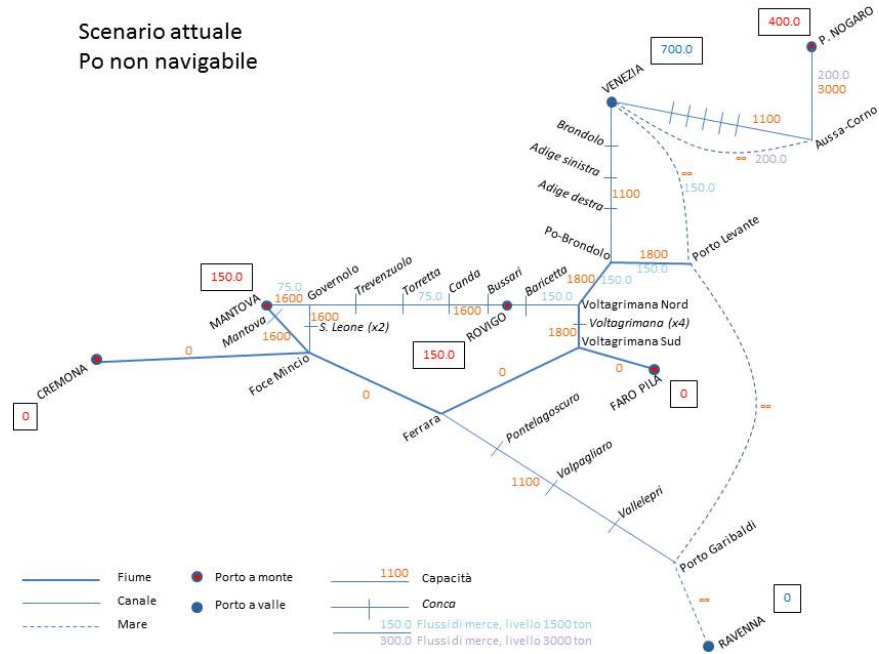 Scenario attuale
Po non navigabile
400.0
P. NOGARO
700.0
VENEZIA
200.0
3000
1100
Aussa-Corno
∞
200.0
Brondolo
Adige sinistra
Adige destra
1100
∞
150.0
Po-Brondolo
1800
150.0
Porto Levante
1800
150.0
150.0
MANTOVA
75.0
1600
Governolo
Trevenzuolo
Torretta
75.0
Canda
1600
Bussari
ROVIGO
Baricetta
150.0
Voltagrimana Nord
Mantova
1600
1600
S. Leone (x2)
150.0
1800
Voltagrimana (x4)
Voltagrimana Sud
0
CREMONA
0
Foce Mincio
0
0
0
FARO PILA
0
Ferrara
∞
Pontelagoscuro
1100
Valpagliaro
Vallelepri
Porto Garibaldi
∞
0
RAVENNA
Fiume
Canale
Mare
Porto a monte
Porto a valle
1100 Capacità
Conca
150.0 Flussi di merce, livello 1500 ton
300.0 Flussi di merce, livello 3000 ton